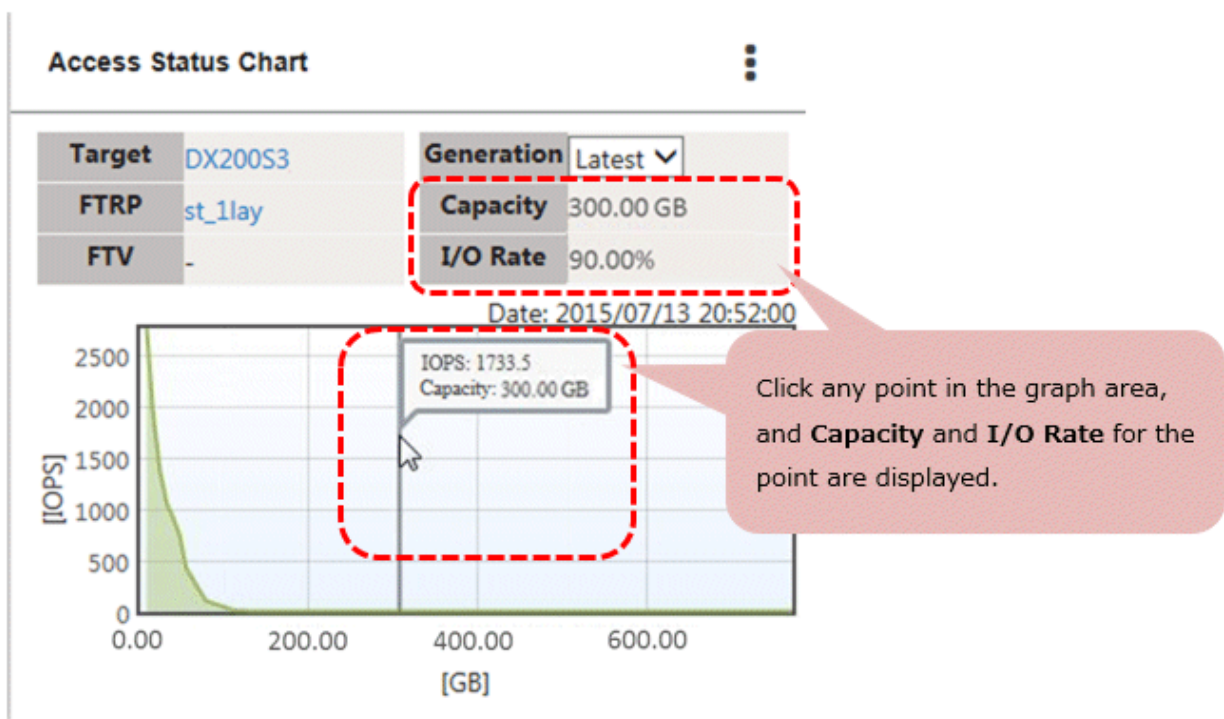 Access Status Chart
Target DX200S3 Generation Latest
FTRP st_1lay Capacity 300.00 GB
FTV - I/O Rate 90.00%
Date: 2015/07/13 20:52:00
IOPS: 1733.5
Capacity: 300.00 GB
Click any point in the graph area,
and Capacity and I/O Rate for the
point are displayed.
[IOPS]
2500
2000
1500
1000
500
0
0.00 200.00 400.00 600.00
[GB]